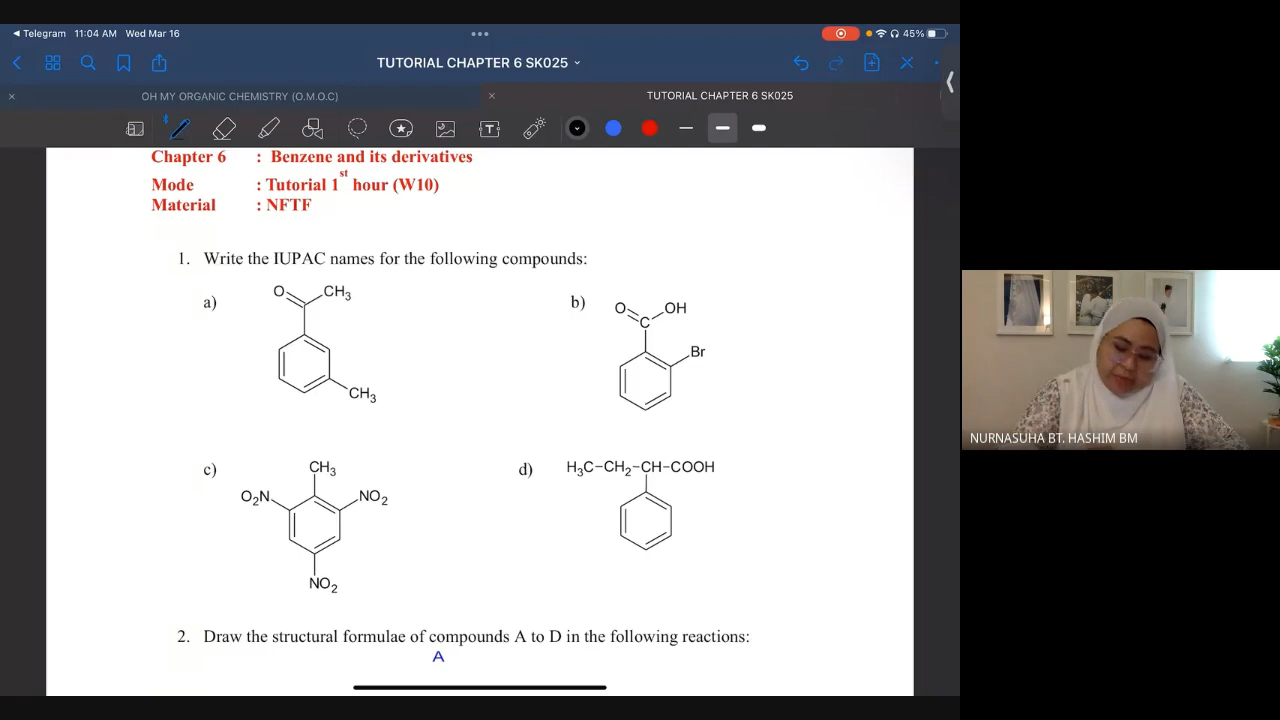 Telegram 11:04 AM Wed Mar 16
45%
TUTORIAL CHAPTER 6 SK025
OH MY ORGANIC CHEMISTRY (O.M.O.C)
TUTORIAL CHAPTER 6 SK025
Chapter 6 : Benzene and its derivatives
Mode : Tutorial 1st hour (W10)
Material : NFTF
1. Write the IUPAC names for the following compounds:
a)
O
CH3
CH3
b)
O
OH
C
Br
c)
CH3
O2N
NO2
NO2
d)
H3C-CH2-CH-COOH
2. Draw the structural formulae of compounds A to D in the following reactions:
A
NURNASUHA BT. HASHIM BM